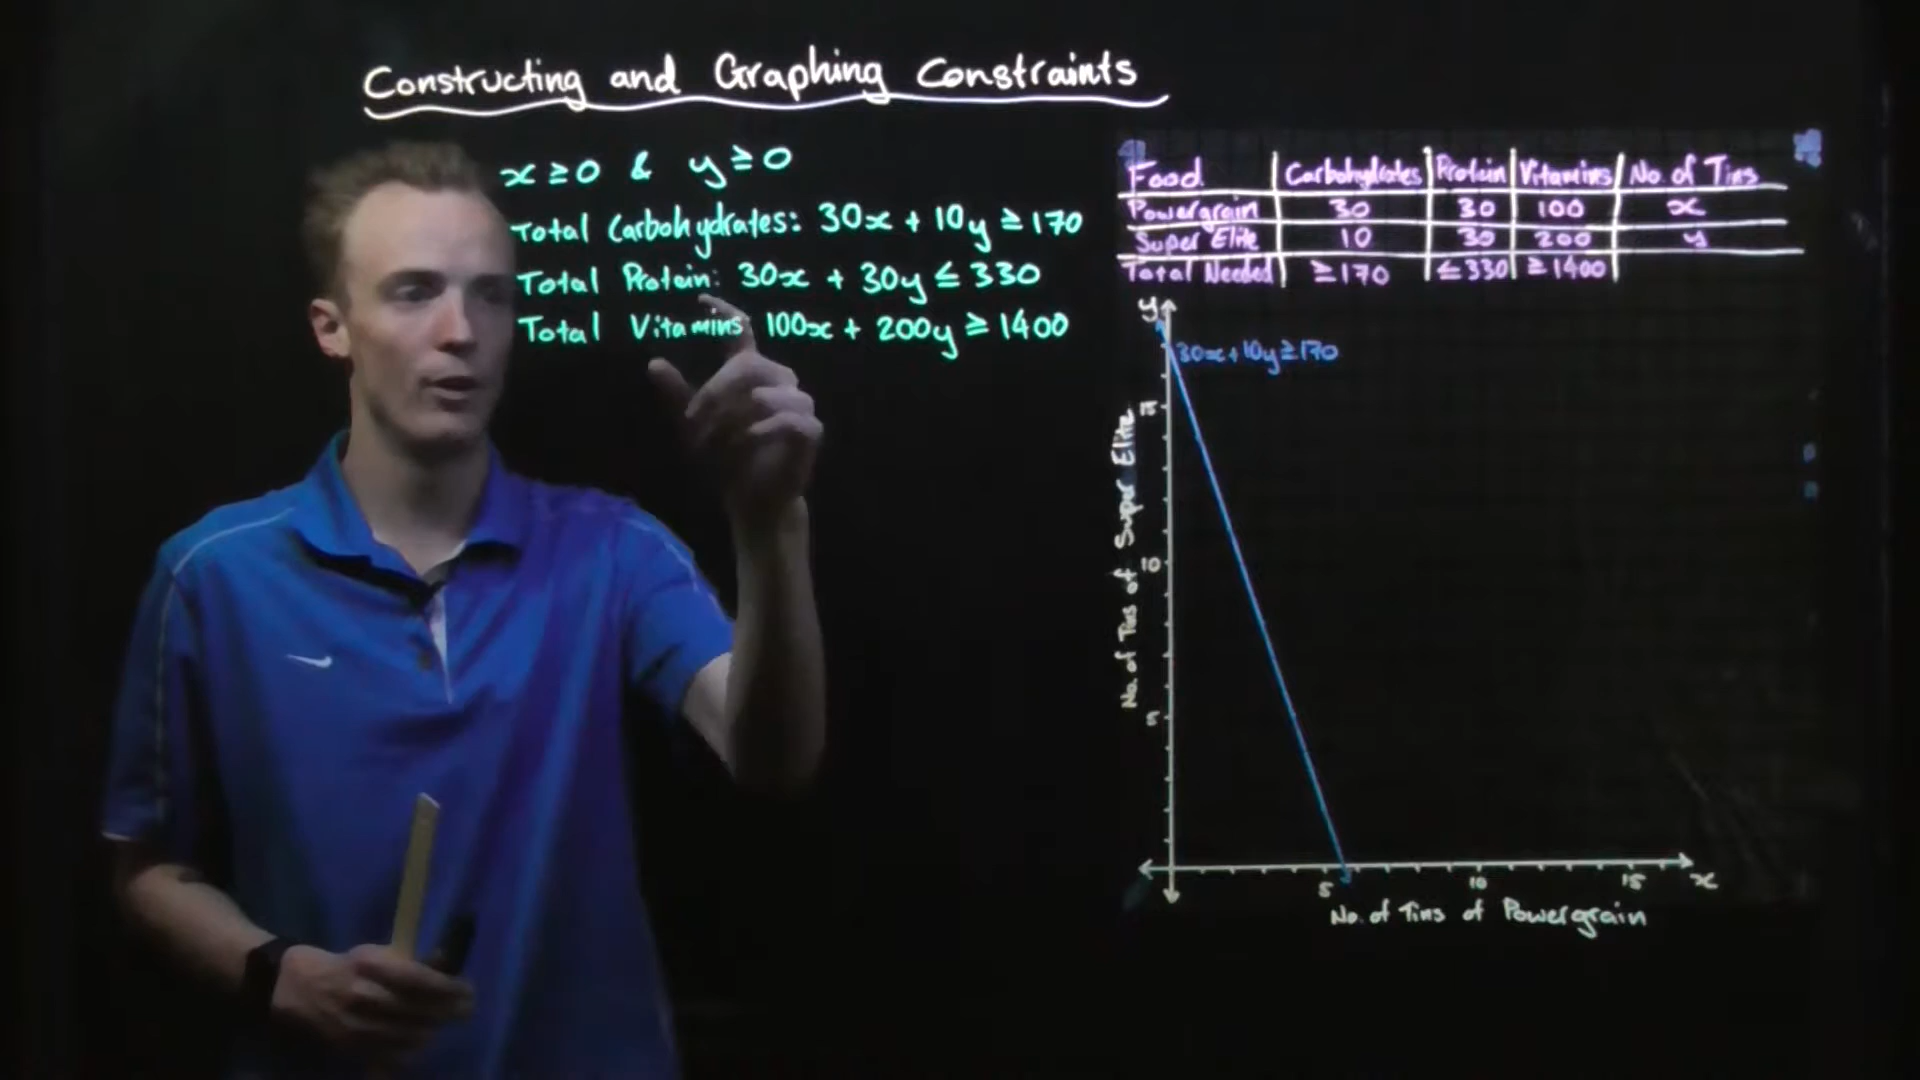 Constructing and Graphing Constraints
x ≥ 0 & y ≥ 0
Total Carbohydrates: 30x + 10y ≥ 170
Total Protein: 30x + 30y ≤ 330
Total Vitamins: 100x + 200y ≥ 1400
Food Carbohydrates Protein Vitamins No. of Tins
Powergrain 30 30 100 x
Super Elite 10 30 200 y
Total Needed ≥170 ≤330 ≥1400
y
30x+10y≥170
15
10
5
No. of Tins of Super Elite
5 10 15 x
No. of Tins of Powergrain